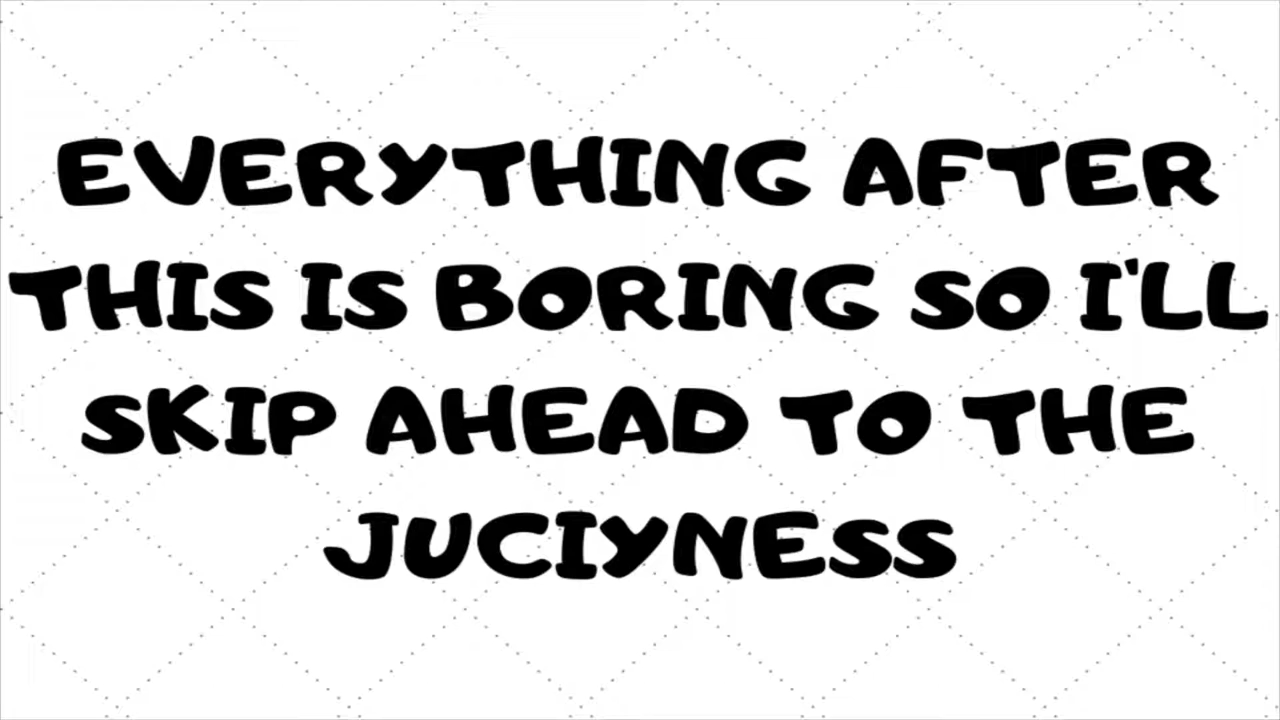 EVERYTHING AFTER
THIS IS BORING SO I'LL
SKIP AHEAD TO THE
JUCIYNESS